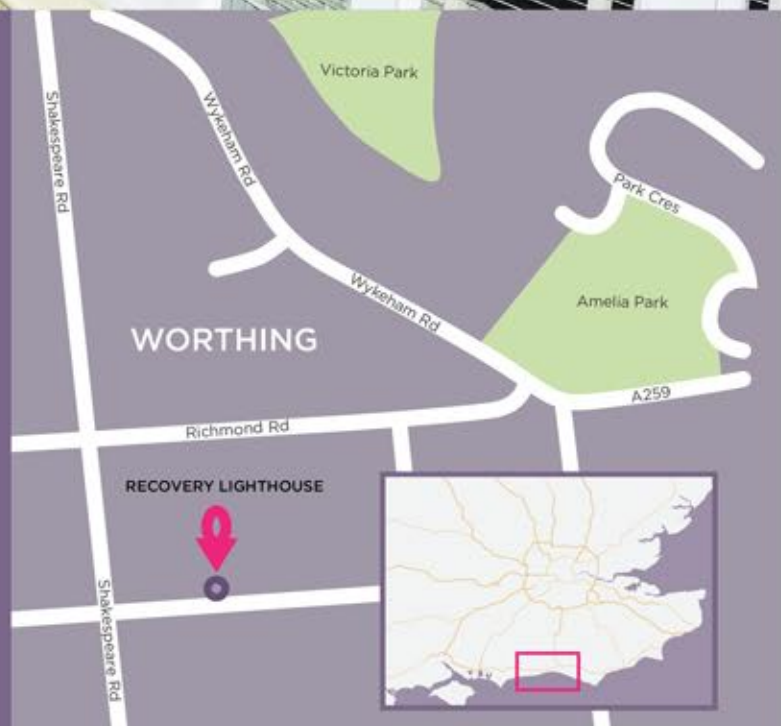 Victoria Park
Shakespeare Rd
Wykeham Rd
Park Cres
Wykeham Rd
Amelia Park
WORTHING
A259
Richmond Rd
RECOVERY LIGHTHOUSE
Shakespeare Rd